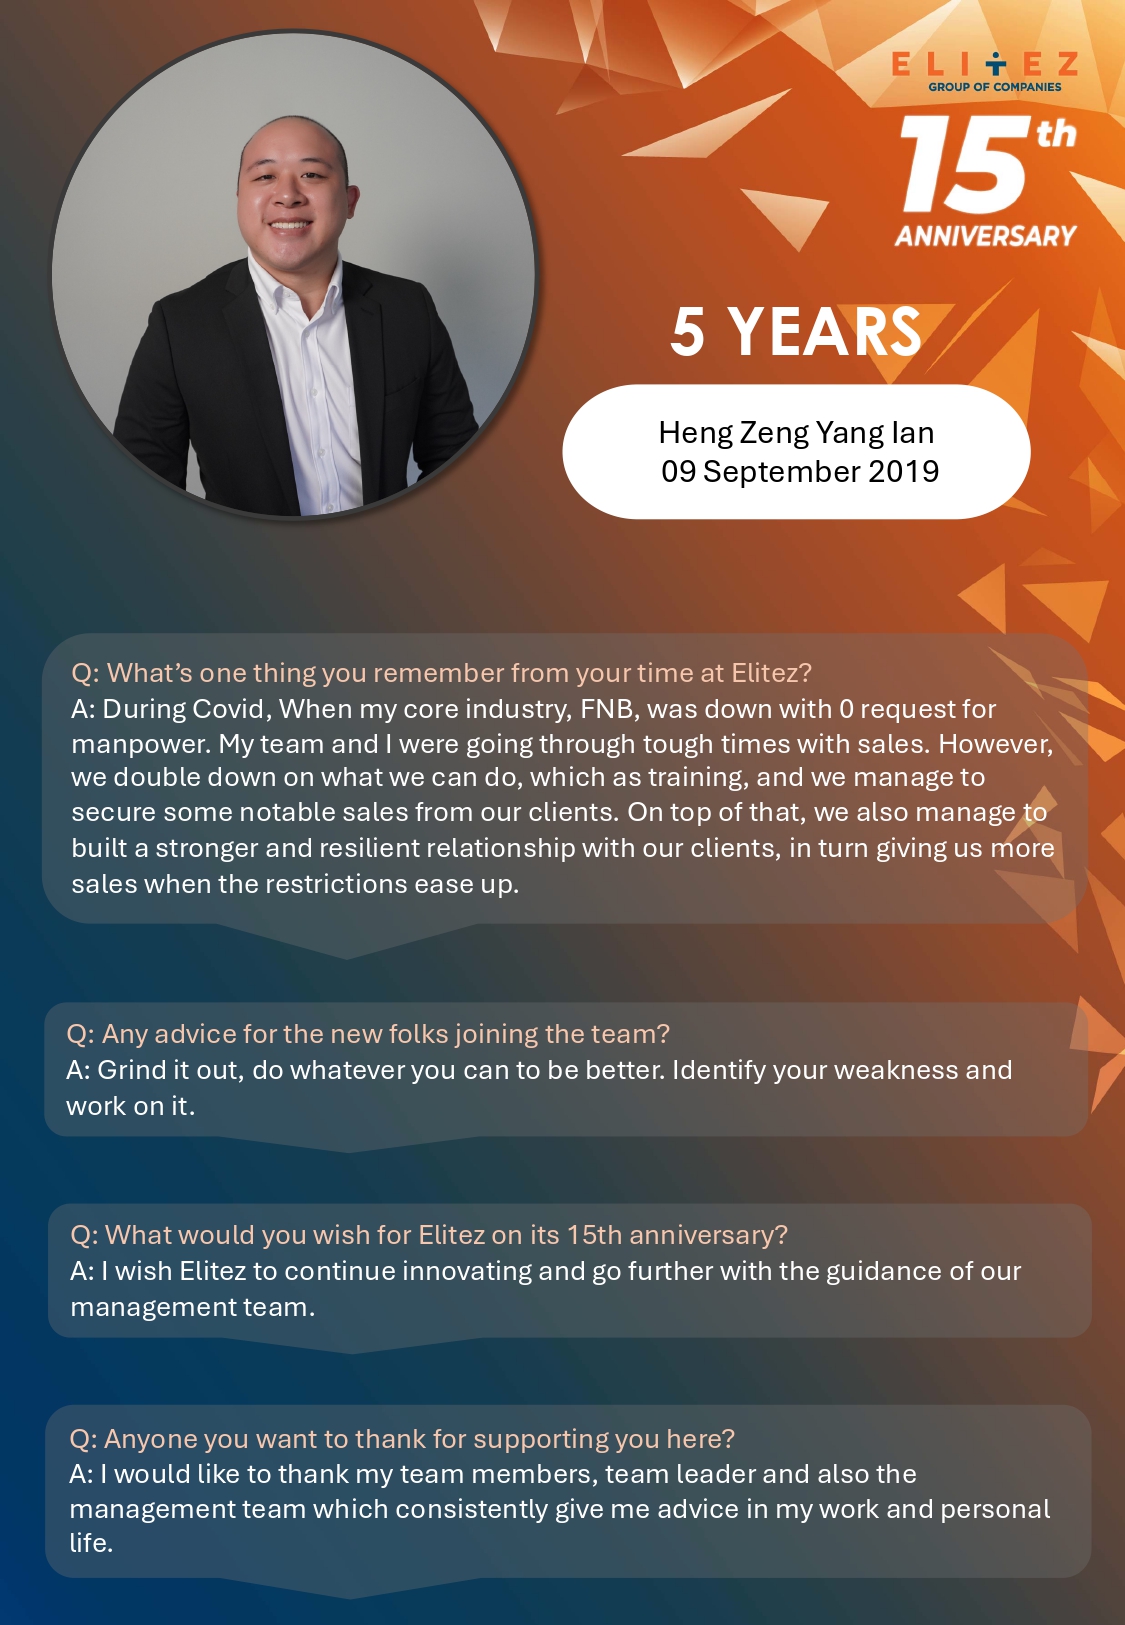 ELITEZ
GROUP OF COMPANIES
15th
ANNIVERSARY
5 YEARS
Heng Zeng Yang Ian
09 September 2019
Q: What’s one thing you remember from your time at Elitez?
A: During Covid, When my core industry, FNB, was down with 0 request for
manpower. My team and I were going through tough times with sales. However,
we double down on what we can do, which as training, and we manage to
secure some notable sales from our clients. On top of that, we also manage to
built a stronger and resilient relationship with our clients, in turn giving us more
sales when the restrictions ease up.
Q: Any advice for the new folks joining the team?
A: Grind it out, do whatever you can to be better. Identify your weakness and
work on it.
Q: What would you wish for Elitez on its 15th anniversary?
A: I wish Elitez to continue innovating and go further with the guidance of our
management team.
Q: Anyone you want to thank for supporting you here?
A: I would like to thank my team members, team leader and also the
management team which consistently give me advice in my work and personal
life.